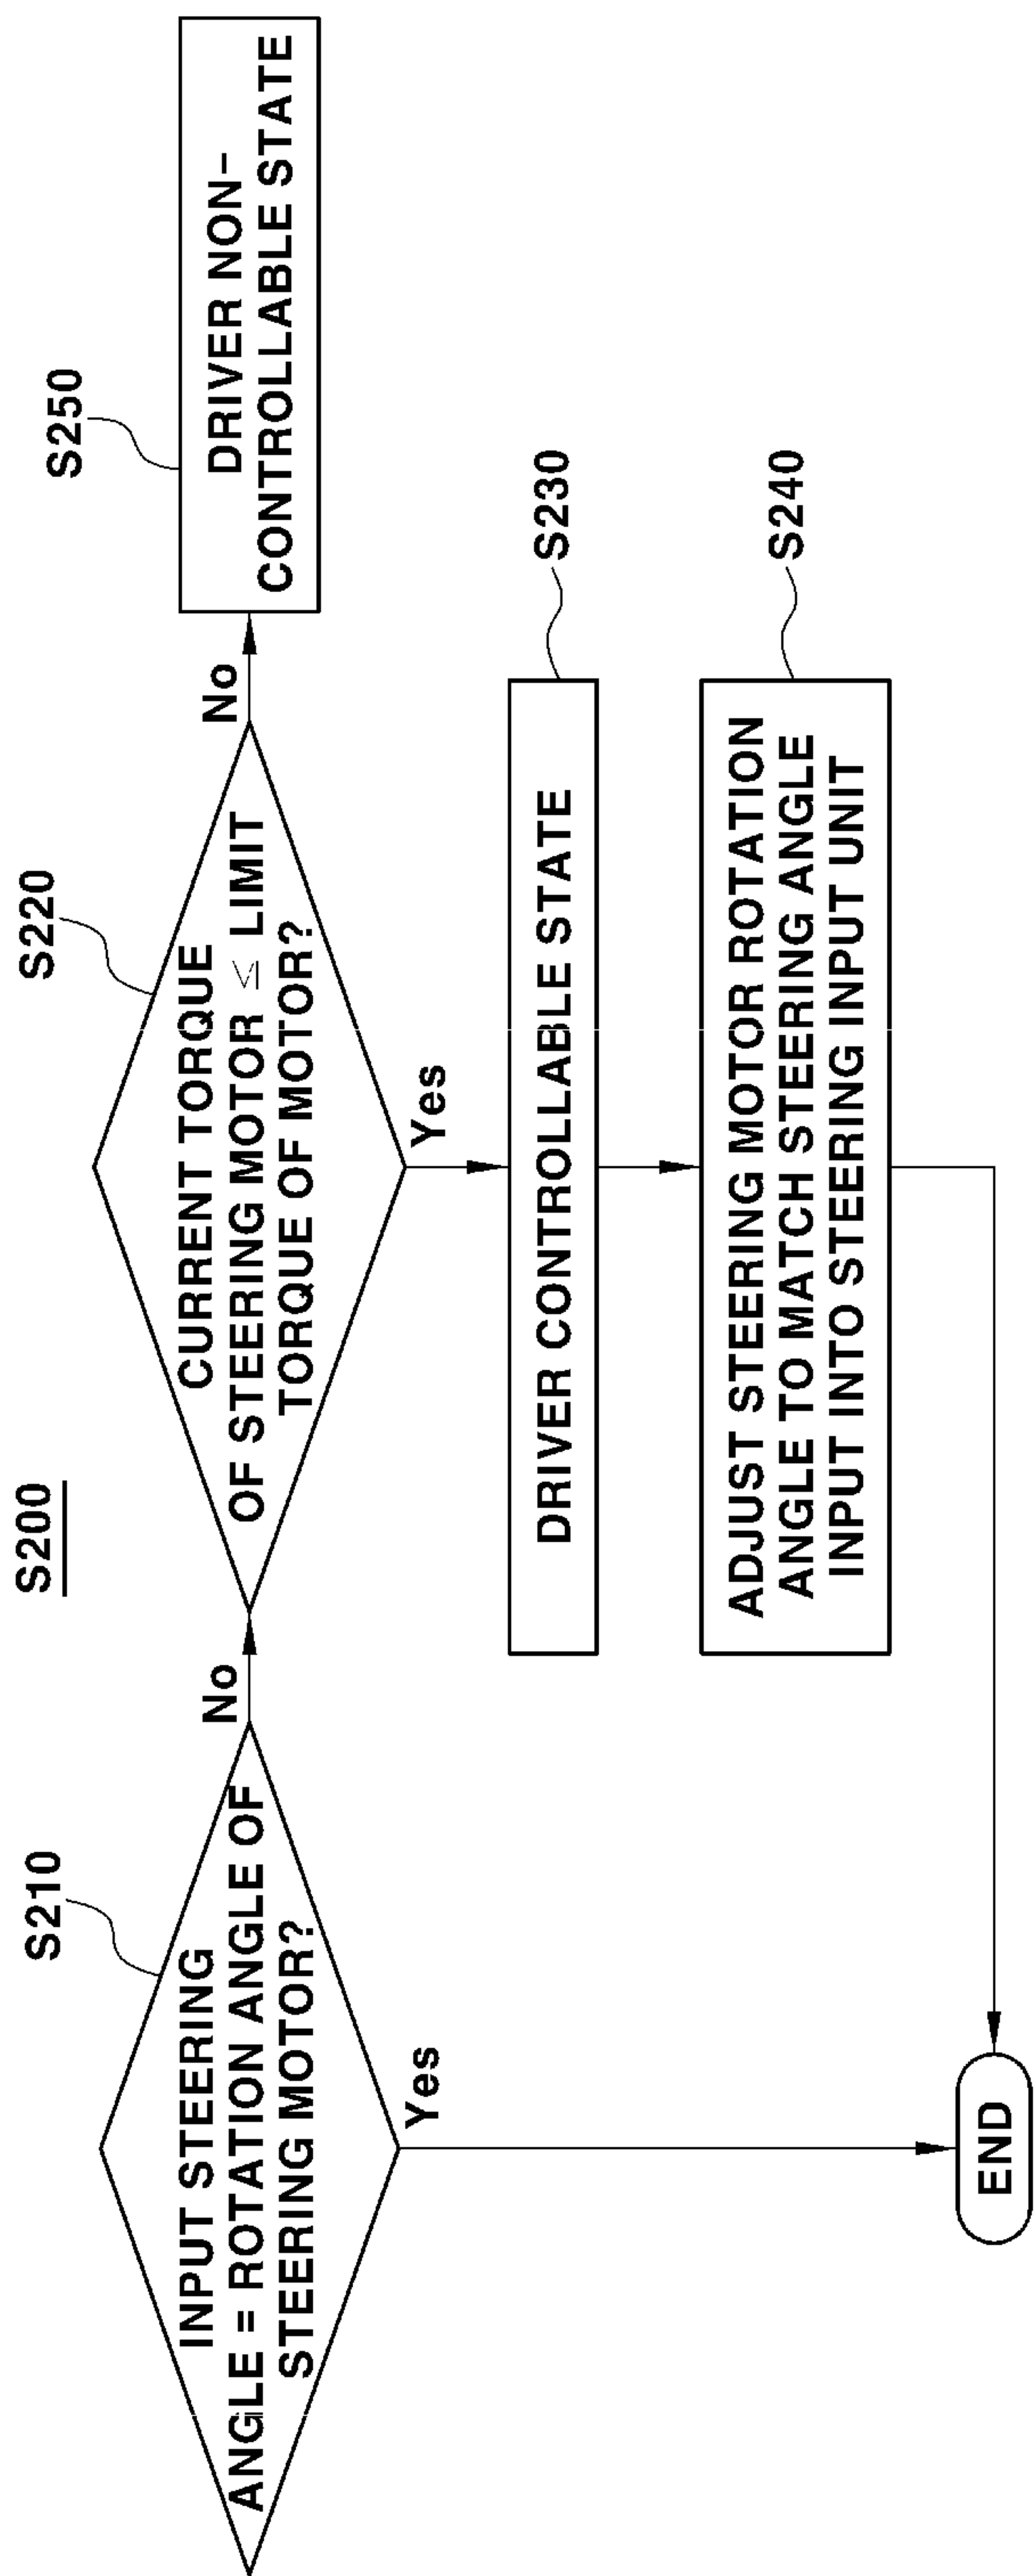 S200
S210
INPUT STEERING
ANGLE = ROTATION ANGLE OF
STEERING MOTOR?
No
Yes
S220
CURRENT TORQUE
OF STEERING MOTOR ≤ LIMIT
TORQUE OF MOTOR?
No
Yes
S250
DRIVER NON-
CONTROLLABLE STATE
S230
DRIVER CONTROLLABLE STATE
S240
ADJUST STEERING MOTOR ROTATION
ANGLE TO MATCH STEERING ANGLE
INPUT INTO STEERING INPUT UNIT
END